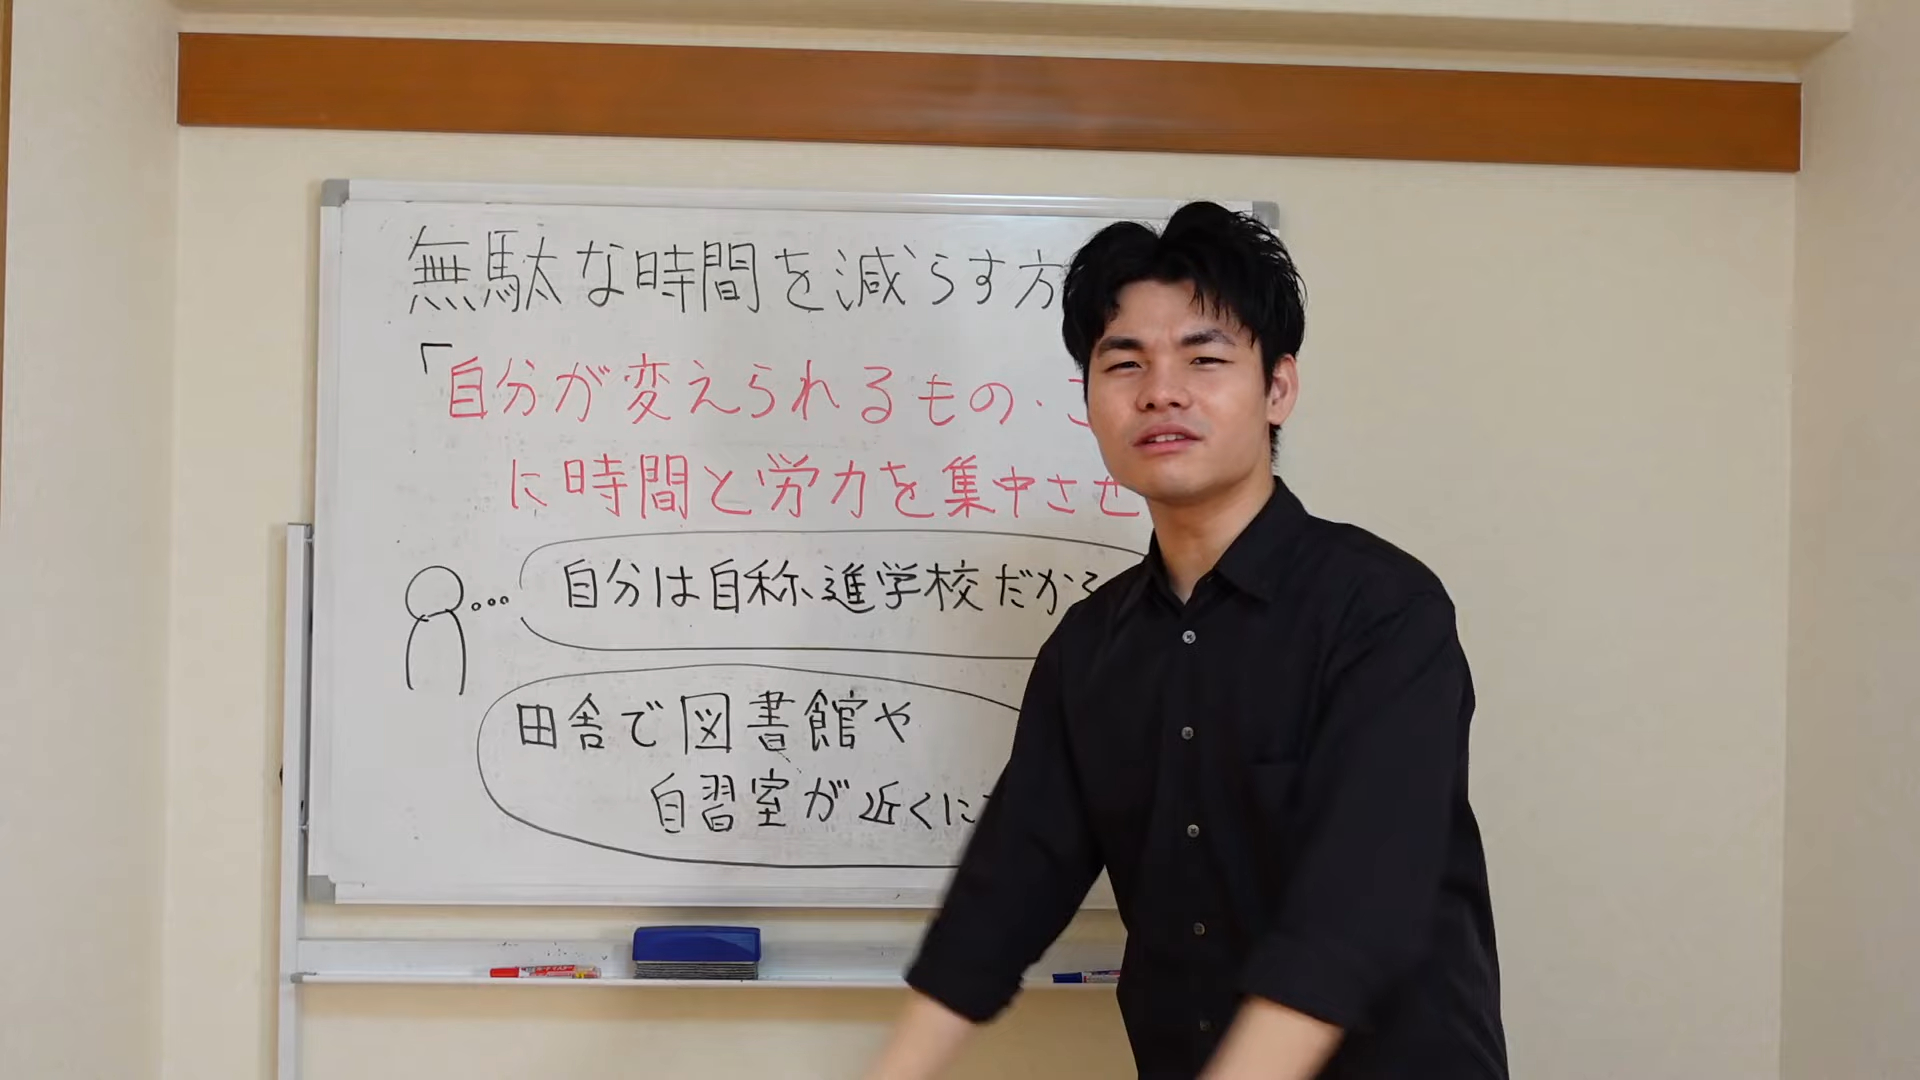 無駄な時間を減らす方
「自分が変えられるもの・こ
に時間と労力を集中させ
自分は自称進学校だから
田舎で図書館や
自習室が近くに